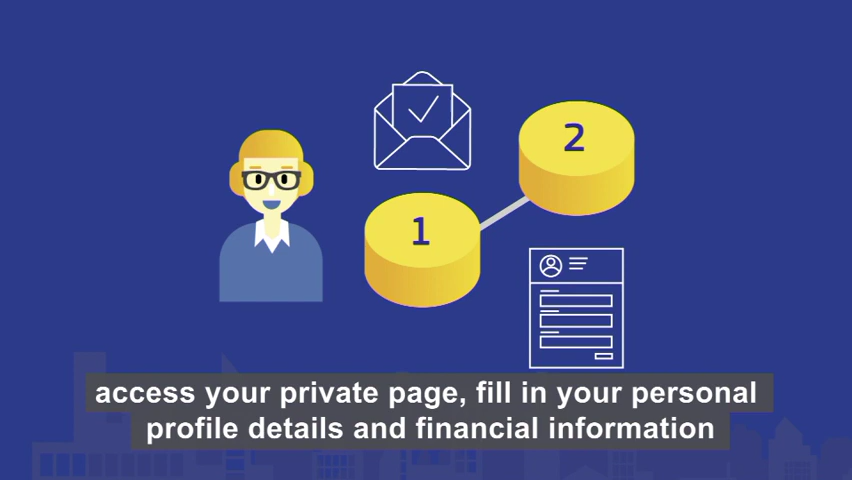 2
1
access your private page, fill in your personal
profile details and financial information